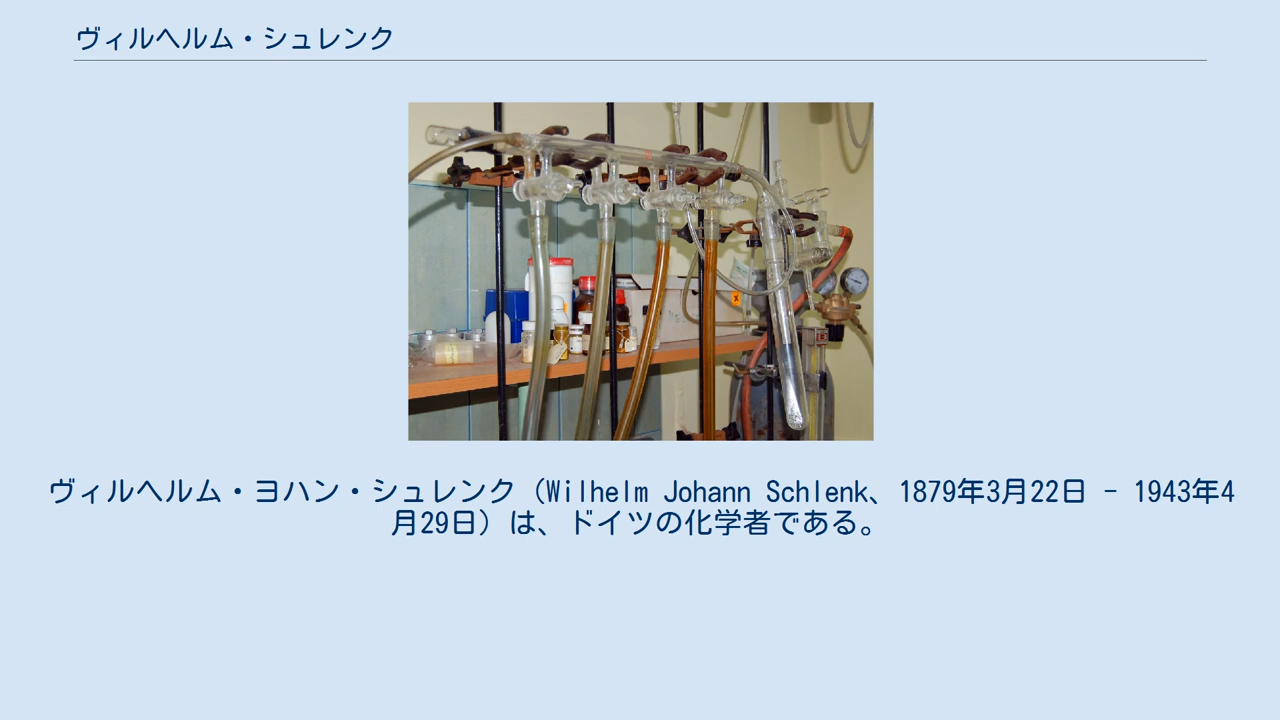 ヴィルヘルム・シュレンク
ヴィルヘルム・ヨハン・シュレンク（Wilhelm Johann Schlenk、1879年3月22日 - 1943年4
月29日）は、ドイツの化学者である。